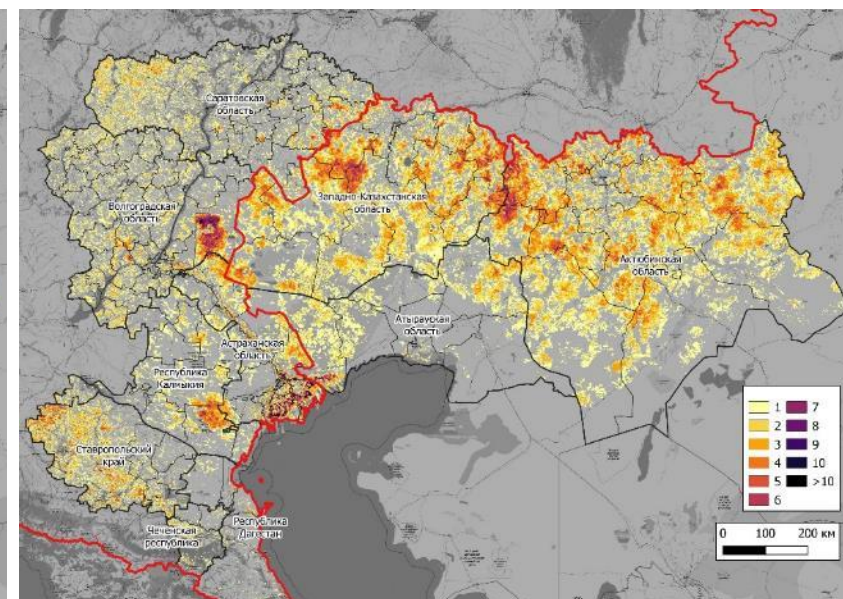 Саратовская
область
Волгоградская
область
Западно-Казахстанская
область
Актюбинская
область
Атырауская
область
Астраханская
область
Республика
Калмыкия
Ставропольский
край
Чеченская
республика
Республика
Дагестан
1 7
2 8
3 9
4 10
5 >10
6
0 100 200 км